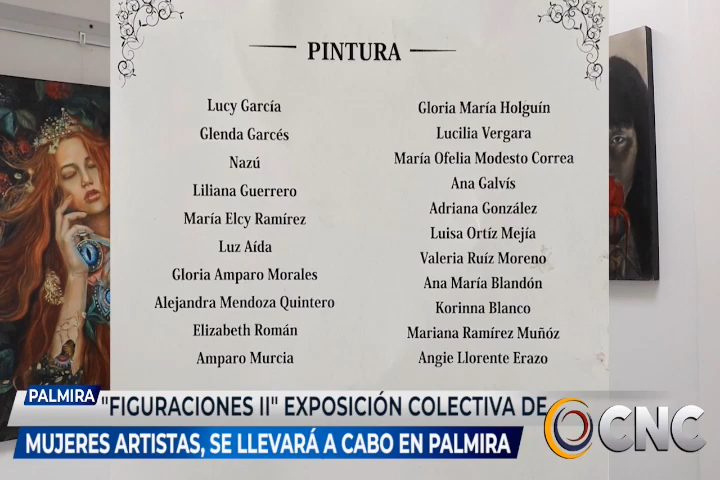 PINTURA
Lucy García
Glenda Garcés
Nazú
Liliana Guerrero
María Elcy Ramírez
Luz Aída
Gloria Amparo Morales
Alejandra Mendoza Quintero
Elizabeth Román
Amparo Murcia
Gloria María Holguín
Lucilia Vergara
María Ofelia Modesto Correa
Ana Galvís
Adriana González
Luisa Ortíz Mejía
Valeria Ruíz Moreno
Ana María Blandón
Korinna Blanco
Mariana Ramírez Muñóz
Angie Llorente Erazo
PALMIRA
"FIGURACIONES II" EXPOSICIÓN COLECTIVA DE
MUJERES ARTISTAS, SE LLEVARÁ A CABO EN PALMIRA
CNC